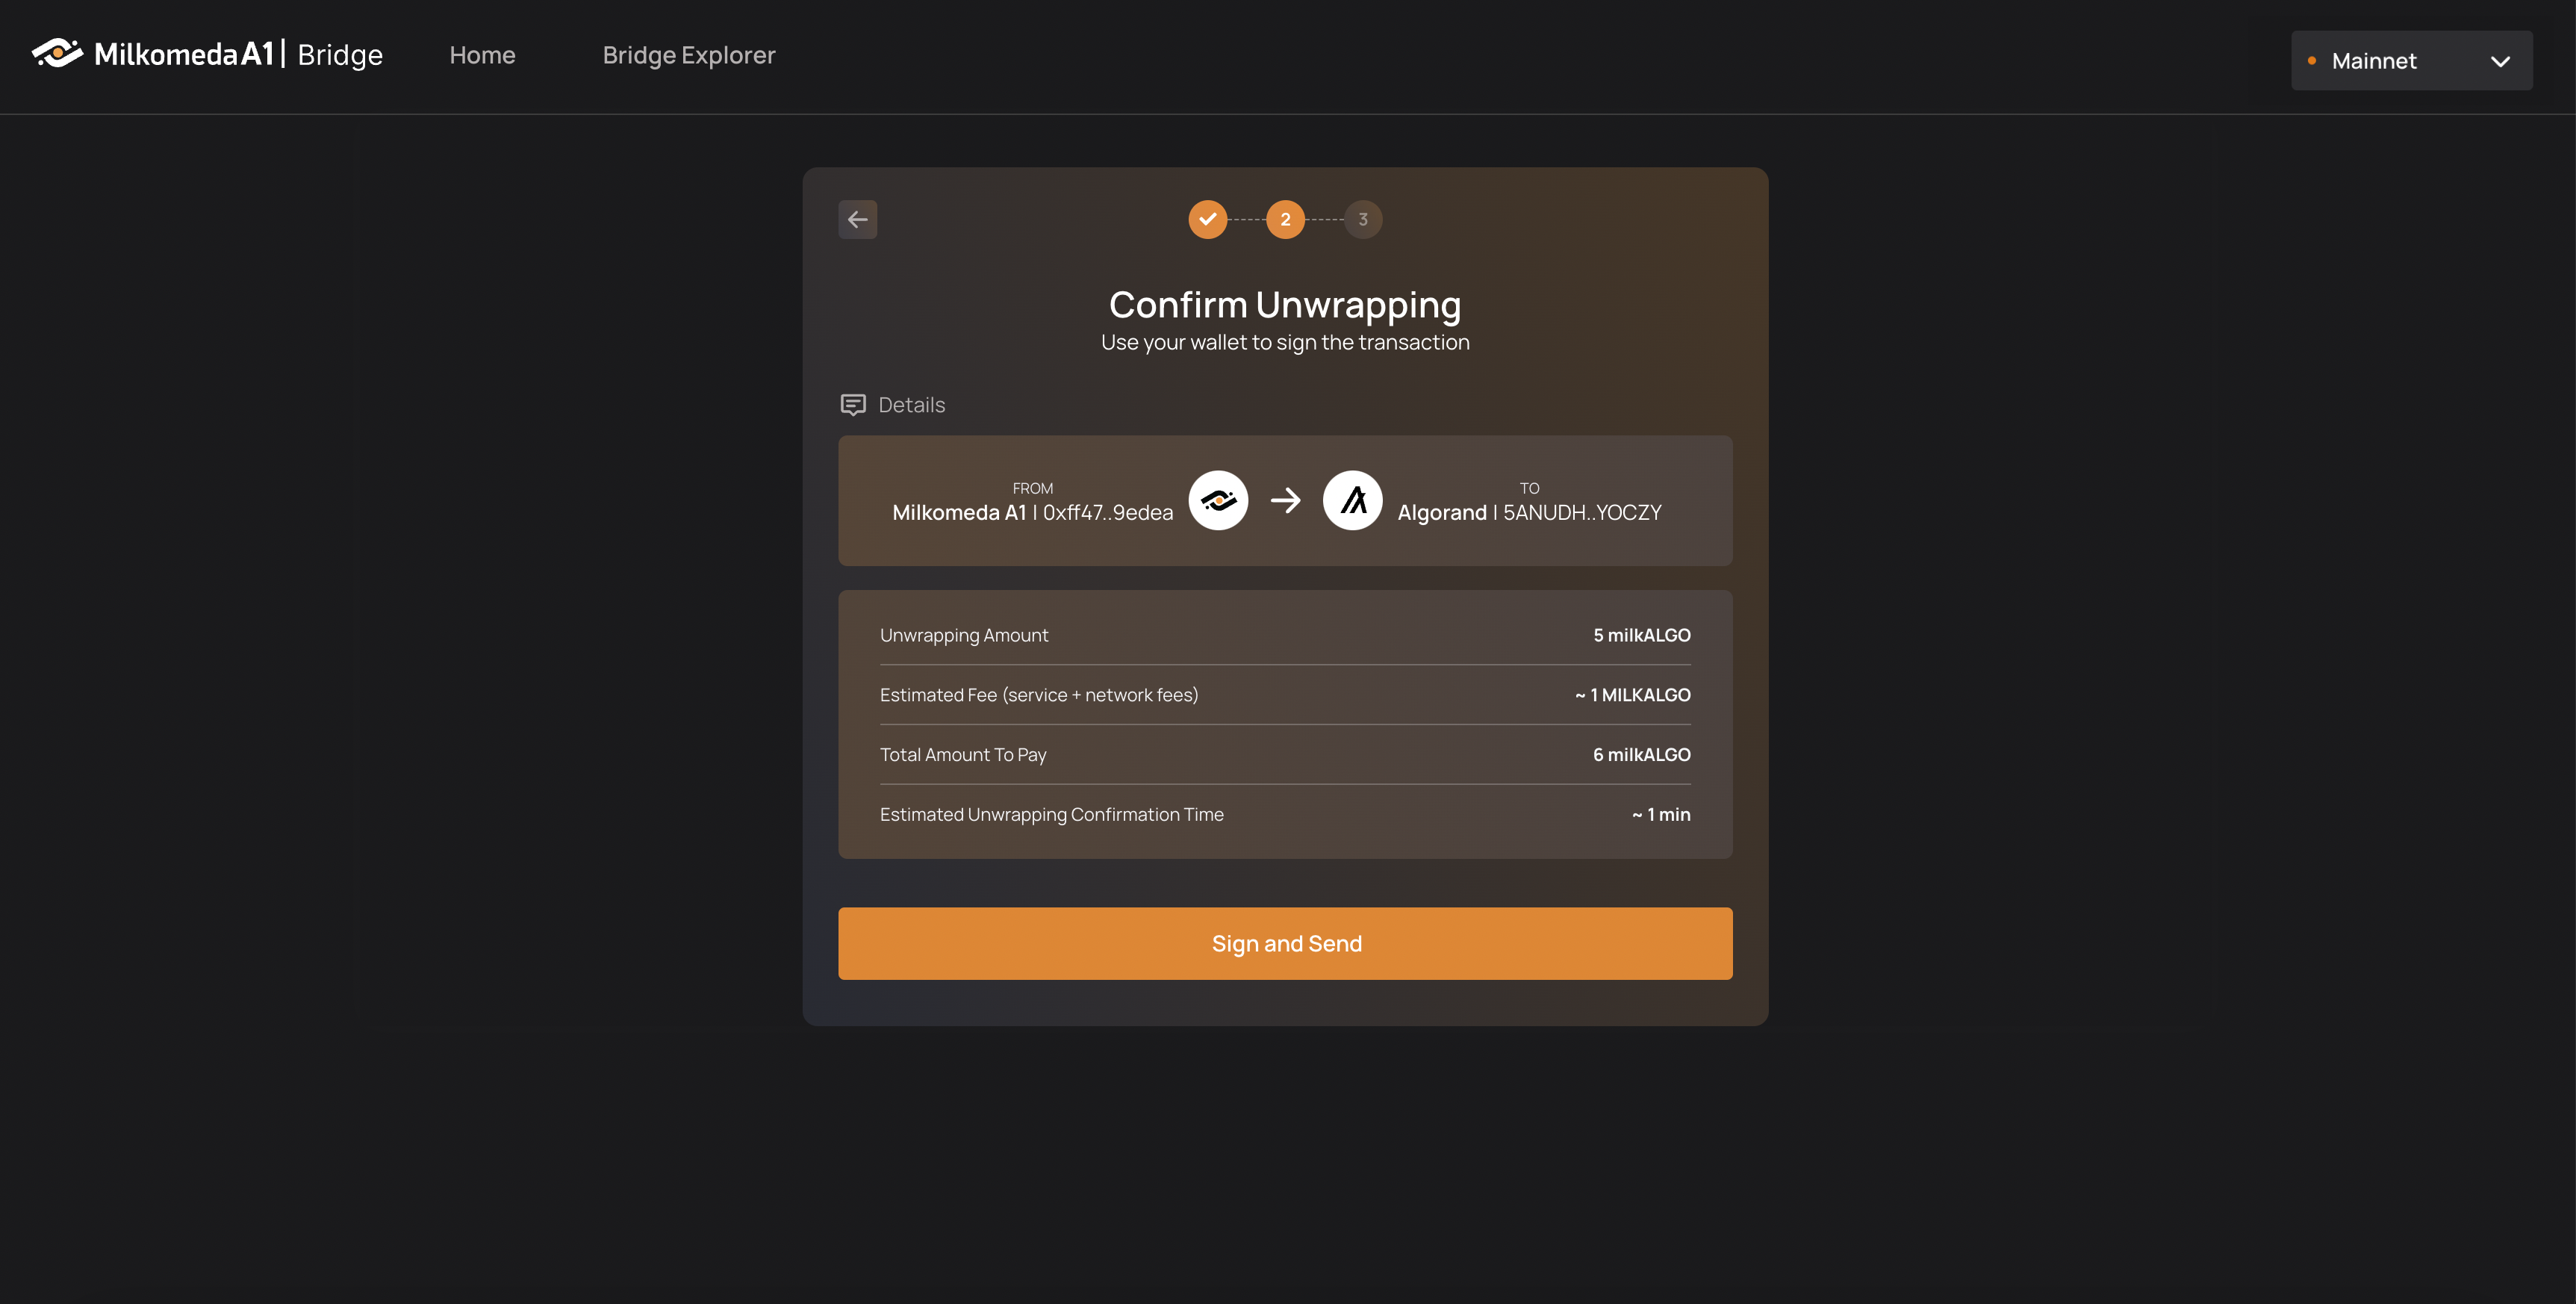 Milkomeda A1 | Bridge
Home
Bridge Explorer
Mainnet
2
3
Confirm Unwrapping
Use your wallet to sign the transaction
Details
FROM
Milkomeda A1 | 0xff47..9edea
TO
Algorand | 5ANUDH..YOCZY
Unwrapping Amount 5 milkALGO
Estimated Fee (service + network fees) ~ 1 MILKALGO
Total Amount To Pay 6 milkALGO
Estimated Unwrapping Confirmation Time ~ 1 min
Sign and Send